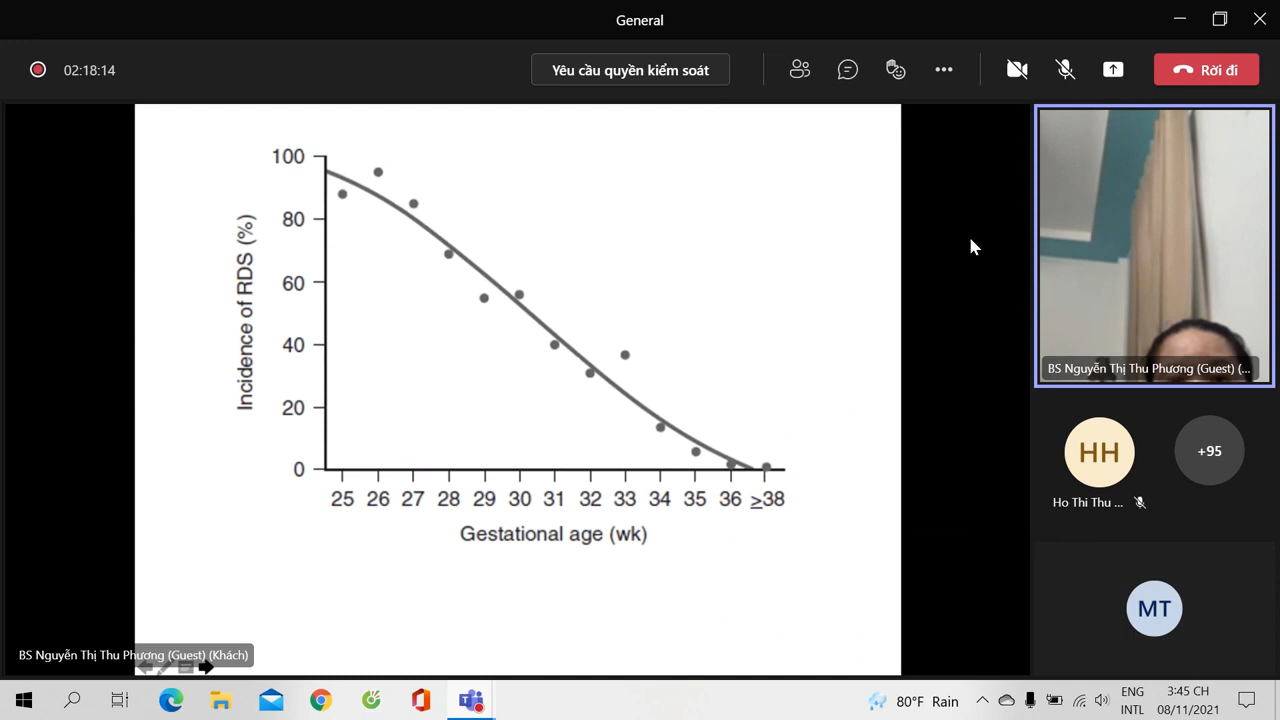 General
02:18:14
Yêu cầu quyền kiểm soát
Rời đi
100
80
60
40
20
0
Incidence of RDS (%)
25 26 27 28 29 30 31 32 33 34 35 36 ≥38
Gestational age (wk)
BS Nguyễn Thị Thu Phương (Guest) (...
HH
+95
Ho Thi Thu ...
MT
BS Nguyễn Thị Thu Phương (Guest) (Khách)
80°F Rain
ENG
INTL
3:45 CH
08/11/2021